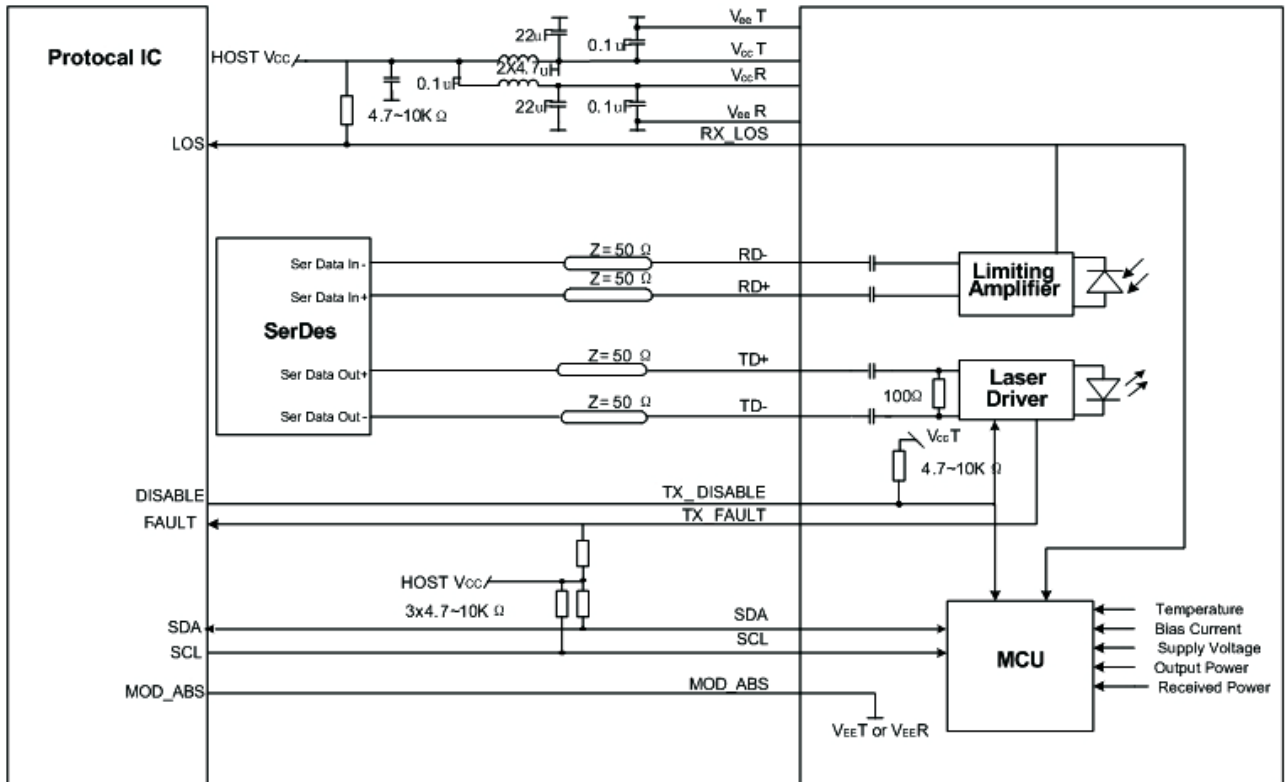 Protocal IC
HOST Vcc
22uF
0.1uF
VeeT
VccT
2X4.7uH
0.1uF
VccR
22uF
0.1uF
VeeR
4.7~10K Ω
LOS
RX_LOS
Ser Data In-
Z=50 Ω
RD-
Ser Data In+
Z=50 Ω
RD+
Limiting
Amplifier
SerDes
Ser Data Out+
Z=50 Ω
TD+
Laser
Driver
100Ω
Ser Data Out-
Z=50 Ω
TD-
VccT
4.7~10K Ω
DISABLE
TX_DISABLE
FAULT
TX_FAULT
HOST Vcc
3x4.7~10K Ω
SDA
SDA
SCL
SCL
MCU
Temperature
Bias Current
Supply Voltage
Output Power
Received Power
MOD_ABS
MOD_ABS
VEET or VEER